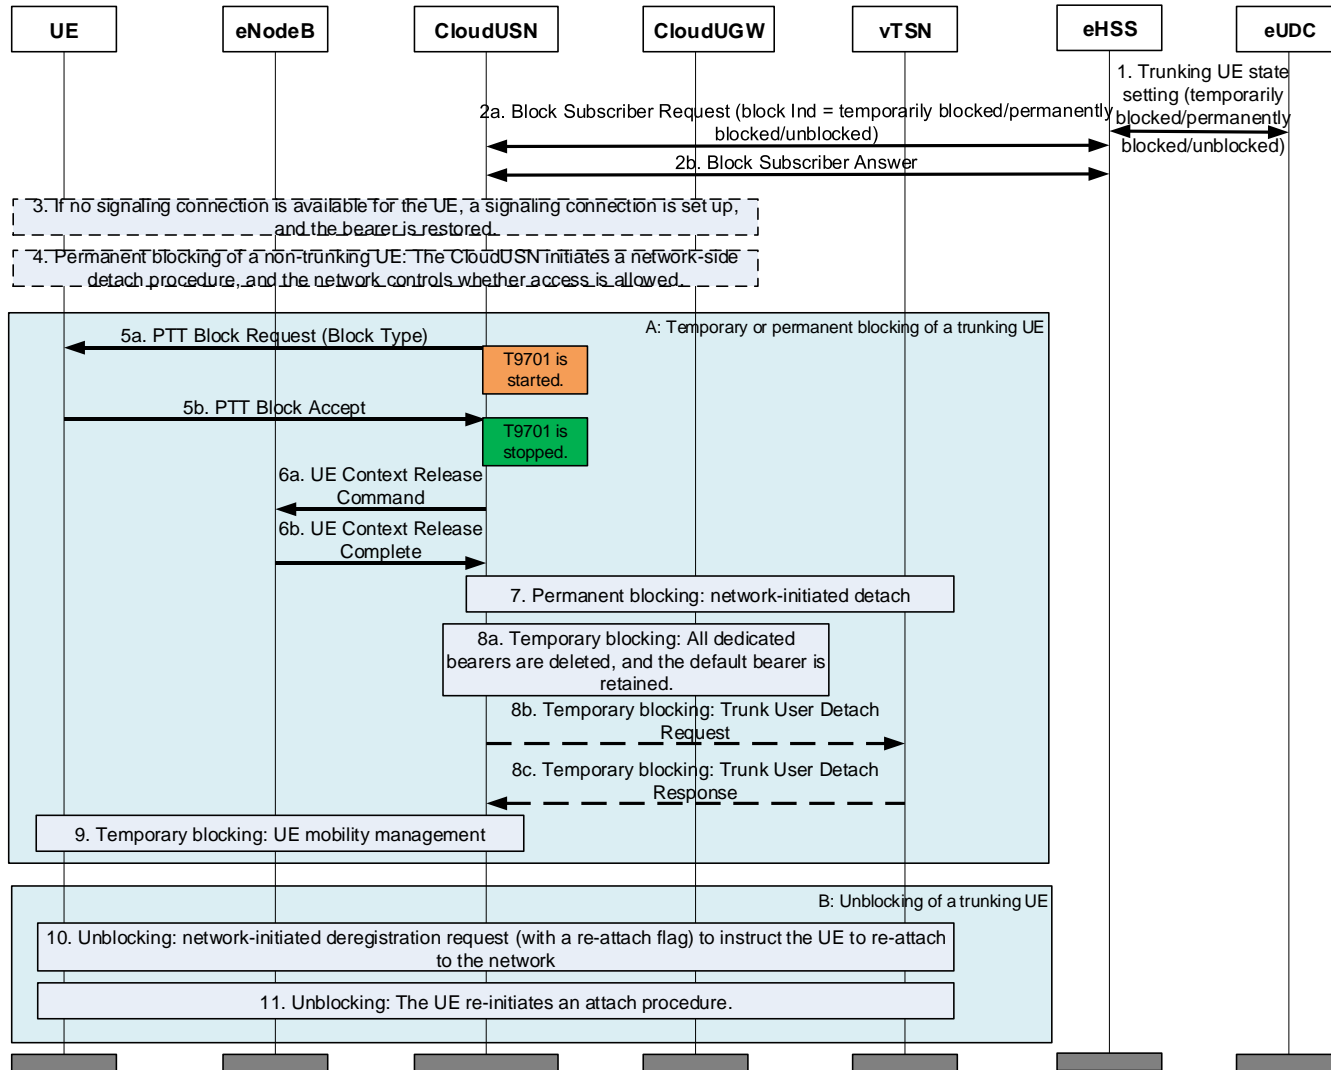 UE
eNodeB
CloudUSN
CloudUGW
vTSN
eHSS
eUDC
1. Trunking UE state
setting (temporarily
blocked/permanently
blocked/unblocked)
2a. Block Subscriber Request (block Ind = temporarily blocked/permanently
blocked/unblocked)
2b. Block Subscriber Answer
3. If no signaling connection is available for the UE, a signaling connection is set up,
and the bearer is restored.
4. Permanent blocking of a non-trunking UE: The CloudUSN initiates a network-side
detach procedure, and the network controls whether access is allowed.
A: Temporary or permanent blocking of a trunking UE
5a. PTT Block Request (Block Type)
T9701 is
started.
5b. PTT Block Accept
T9701 is
stopped.
6a. UE Context Release
Command
6b. UE Context Release
Complete
7. Permanent blocking: network-initiated detach
8a. Temporary blocking: All dedicated
bearers are deleted, and the default bearer is
retained.
8b. Temporary blocking: Trunk User Detach
Request
8c. Temporary blocking: Trunk User Detach
Response
9. Temporary blocking: UE mobility management
B: Unblocking of a trunking UE
10. Unblocking: network-initiated deregistration request (with a re-attach flag) to instruct the UE to re-attach
to the network
11. Unblocking: The UE re-initiates an attach procedure.